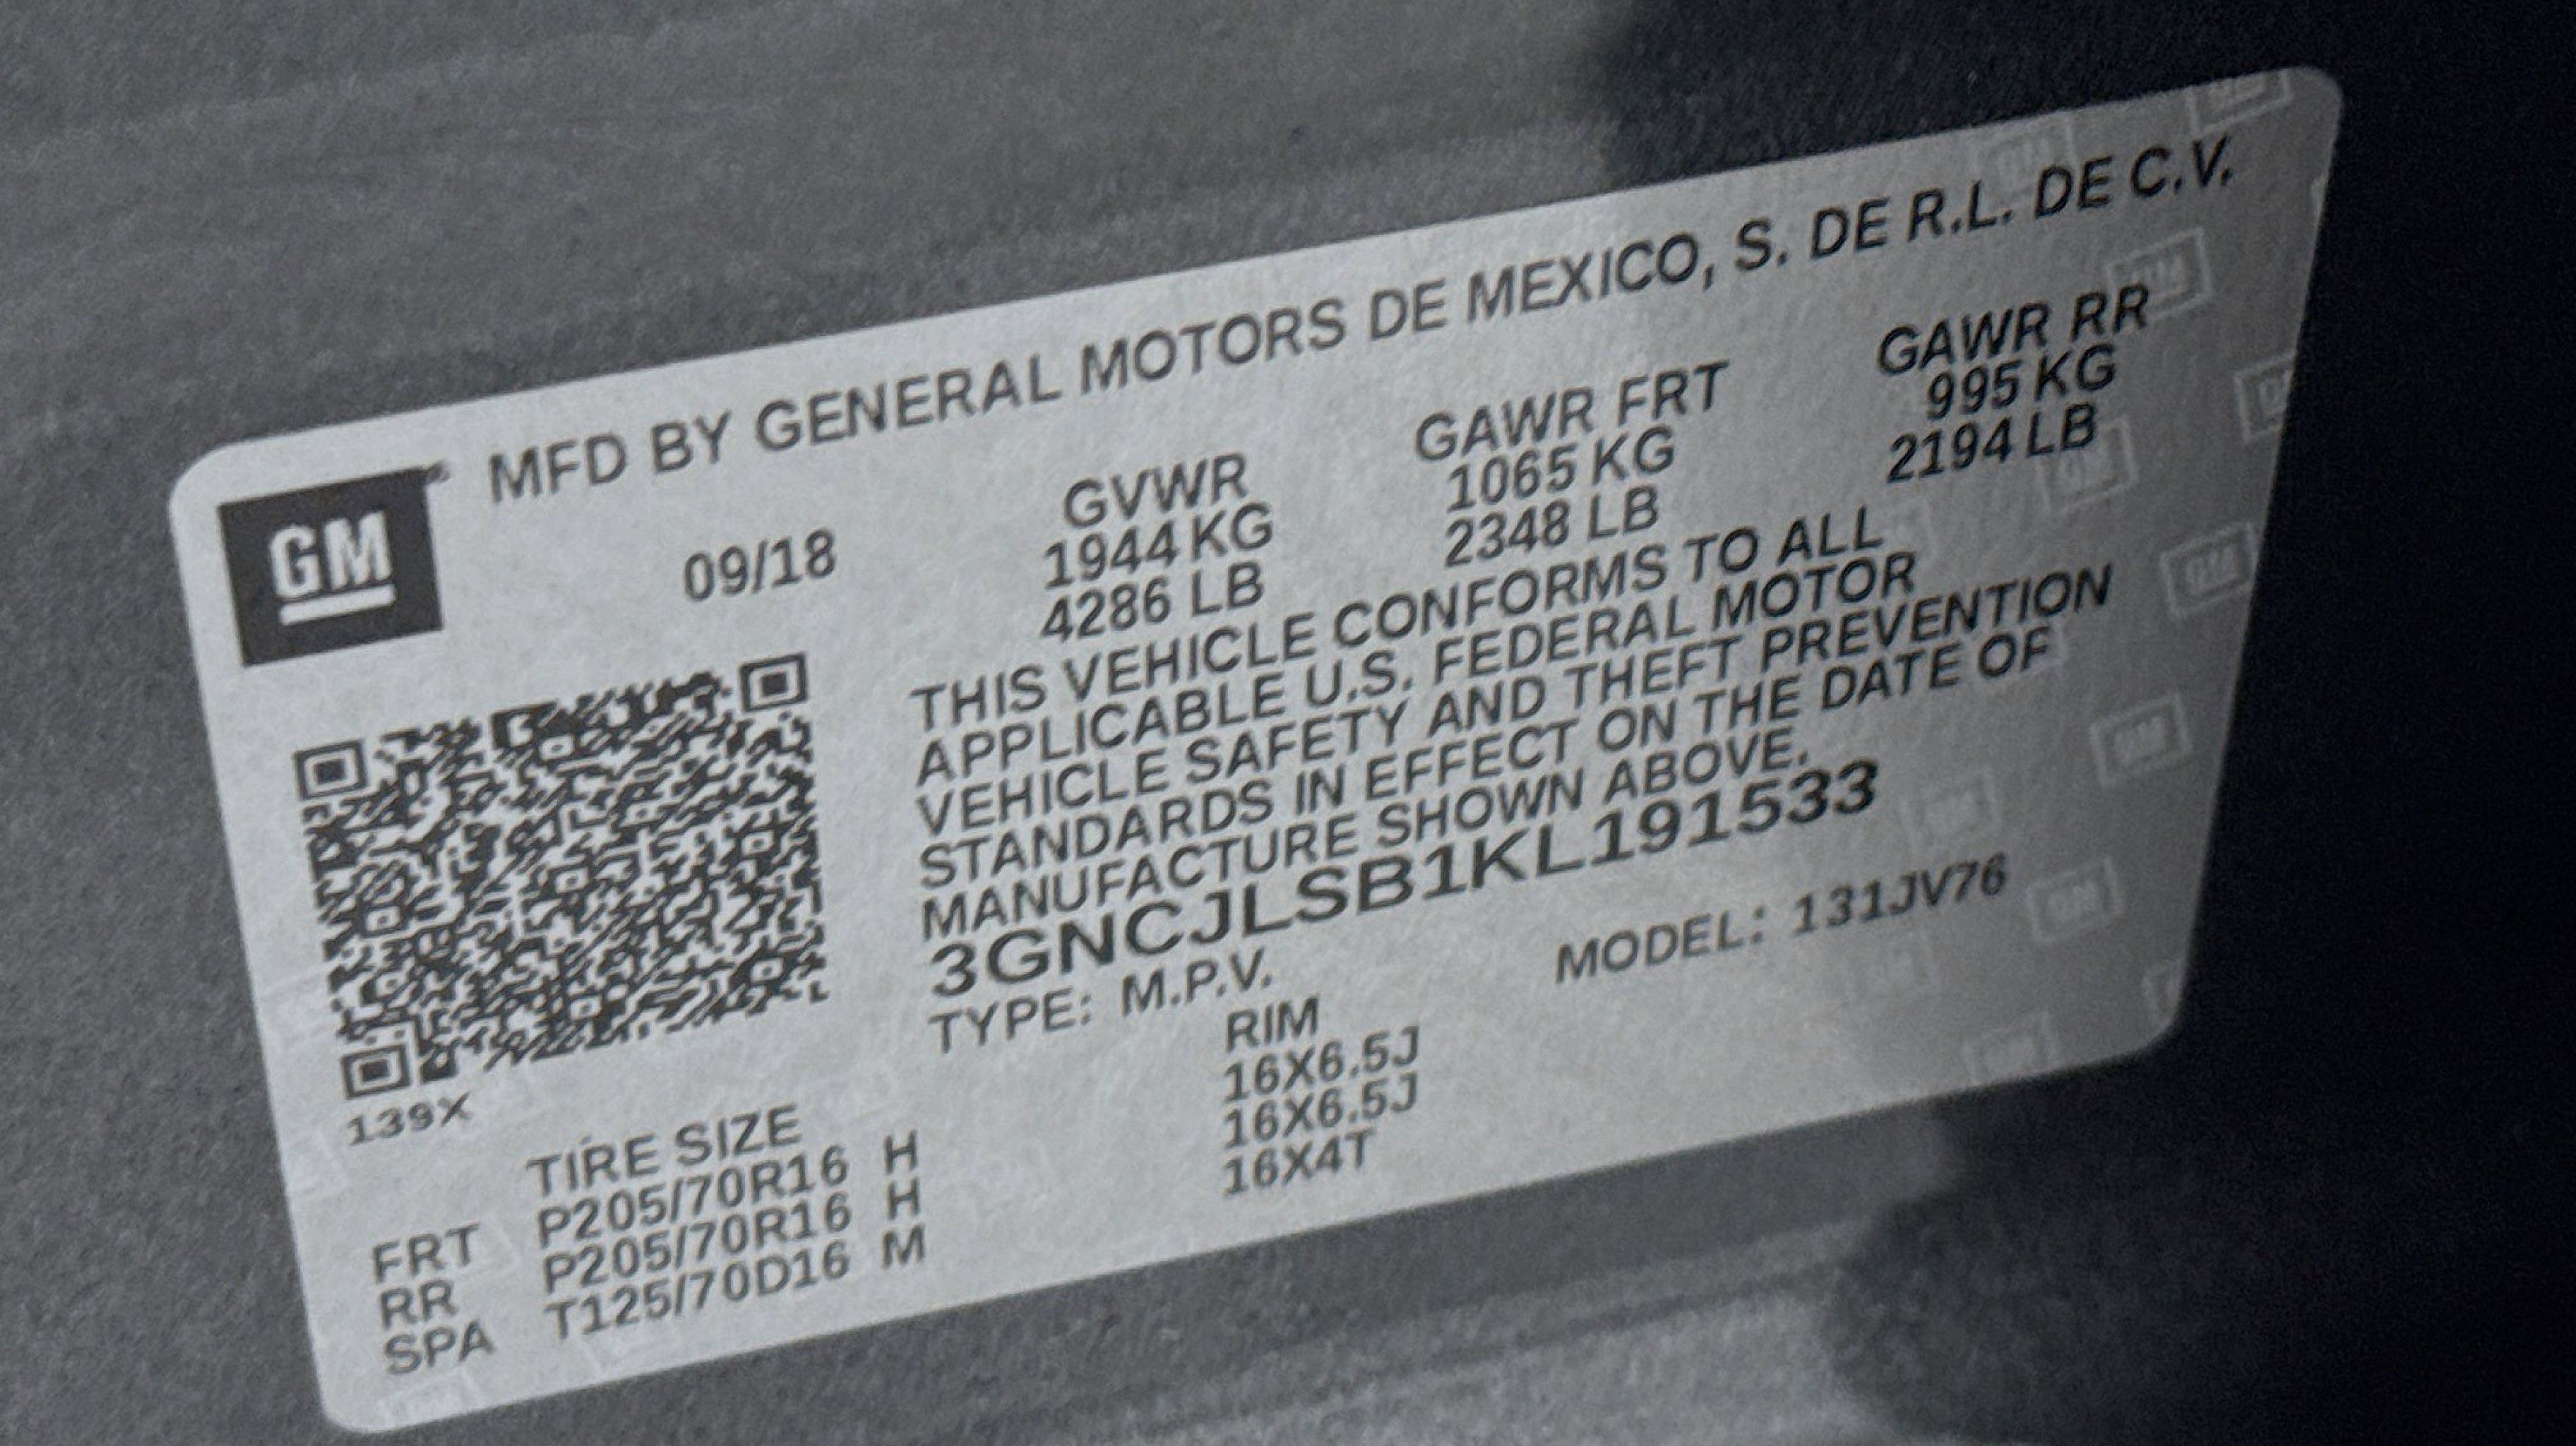 MFD BY GENERAL MOTORS DE MEXICO, S. DE R.L. DE C.V.
GM
09/18
GVWR GAWR FRT GAWR RR
1944 KG 1065 KG 995 KG
4286 LB 2348 LB 2194 LB
THIS VEHICLE CONFORMS TO ALL
APPLICABLE U.S. FEDERAL MOTOR
VEHICLE SAFETY AND THEFT PREVENTION
STANDARDS IN EFFECT ON THE DATE OF
MANUFACTURE SHOWN ABOVE.
3GNCJLSB1KL191533
TYPE: M.P.V. MODEL: 131JV76
139X
TIRE SIZE RIM
FRT P205/70R16 H 16X6.5J
RR P205/70R16 H 16X6.5J
SPA T125/70D16 M 16X4T